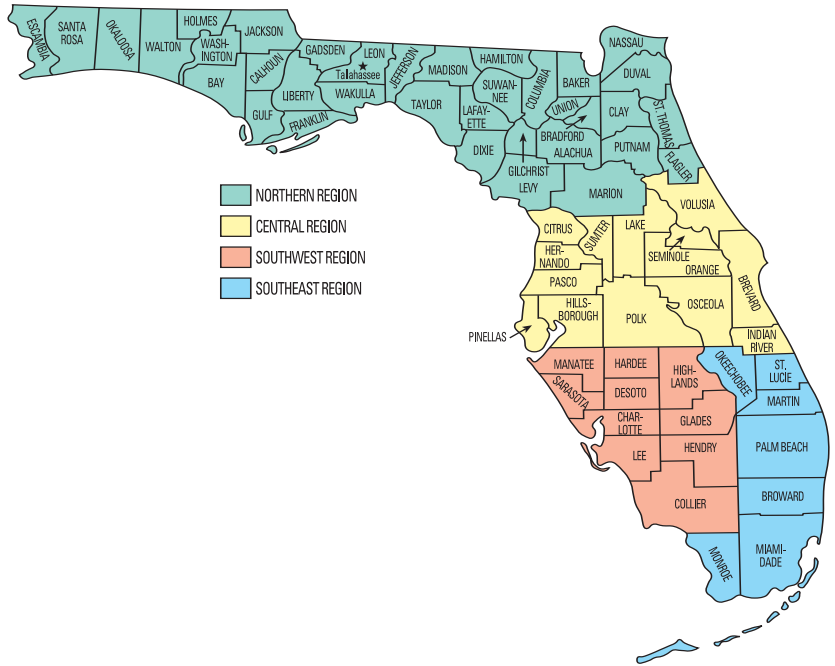 ESCAMBIA
SANTA
ROSA
OKALOOSA
WALTON
HOLMES
WASH-
INGTON
BAY
JACKSON
CALHOUN
GULF
LIBERTY
GADSDEN
FRANKLIN
LEON
Talahassee
WAKULLA
JEFFERSON
MADISON
TAYLOR
HAMILTON
SUWAN-
NEE
LAFAY-
ETTE
DIXIE
COLUMBIA
BAKER
UNION
BRADFORD
ALACHUA
GILCHRIST
LEVY
NASSAU
DUVAL
CLAY
ST THOMAS
PUTNAM
FLAGLER
MARION
NORTHERN REGION
CENTRAL REGION
SOUTHWEST REGION
SOUTHEAST REGION
VOLUSIA
CITRUS
SUMTER
LAKE
HER-
NANDO
SEMINOLE
ORANGE
PASCO
BREVARD
HILLS-
BOROUGH
POLK
OSCEOLA
PINELLAS
INDIAN
RIVER
MANATEE
HARDEE
HIGH-
LANDS
OKEECHOBEE
ST.
LUCIE
SARASOTA
DESOTO
MARTIN
CHAR-
LOTTE
GLADES
LEE
HENDRY
PALM BEACH
COLLIER
BROWARD
MONROE
MIAMI-
DADE